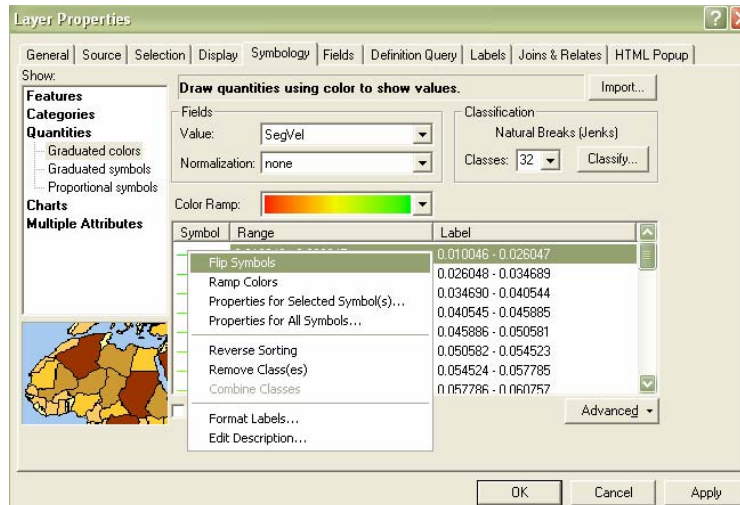 Layer Properties
General Source Selection Display Symbology Fields Definition Query Labels Joins & Relates HTML Popup
Show:
Features
Categories
Quantities
Graduated colors
Graduated symbols
Proportional symbols
Charts
Multiple Attributes
Draw quantities using color to show values.
Import...
Fields
Value: SegVel
Normalization: none
Classification
Natural Breaks (Jenks)
Classes: 32 Classify...
Color Ramp:
Symbol Range Label
0.010046 - 0.026047
0.026048 - 0.034689
0.034690 - 0.040544
0.040545 - 0.045885
0.045886 - 0.050581
0.050582 - 0.054523
0.054524 - 0.057785
0.057786 - 0.060757
Flip Symbols
Ramp Colors
Properties for Selected Symbol(s)...
Properties for All Symbols...
Reverse Sorting
Remove Class(es)
Combine Classes
Format Labels...
Edit Description...
Advanced
OK Cancel Apply